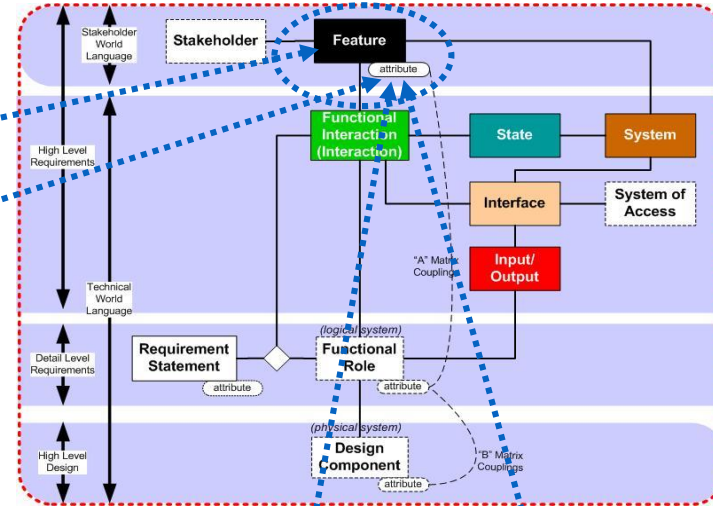 Stakeholder
World
Language
Stakeholder
Feature
attribute
High Level
Requirements
Functional
Interaction
(Interaction)
State
System
Interface
System of
Access
"A" Matrix
Couplings
Input/
Output
Technical
World
Language
(logical system)
Detail Level
Requirements
Requirement
Statement
attribute
Functional
Role
attribute
(physical system)
High Level
Design
Design
Component
attribute
"B" Matrix
Couplings